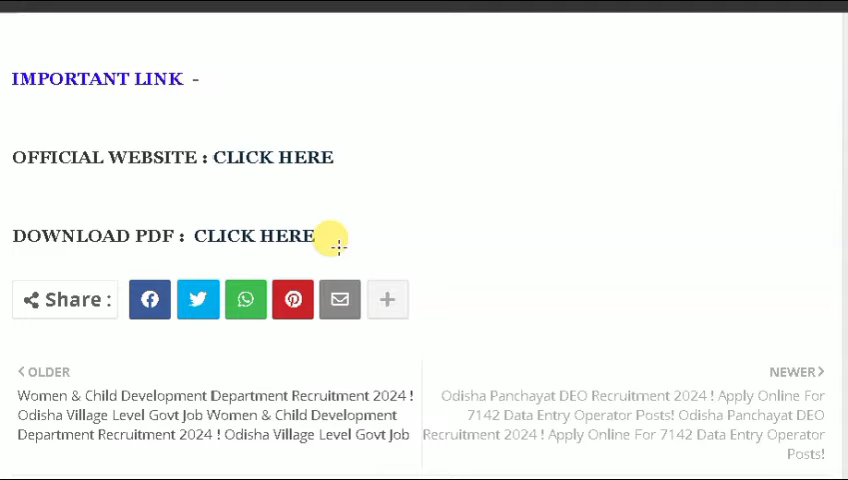 IMPORTANT LINK -
OFFICIAL WEBSITE : CLICK HERE
DOWNLOAD PDF : CLICK HERE
Share :
OLDER
Women & Child Development Department Recruitment 2024 !
Odisha Village Level Govt Job Women & Child Development
Department Recruitment 2024 ! Odisha Village Level Govt Job
NEWER
Odisha Panchayat DEO Recruitment 2024 ! Apply Online For
7142 Data Entry Operator Posts! Odisha Panchayat DEO
Recruitment 2024 ! Apply Online For 7142 Data Entry Operator
Posts!